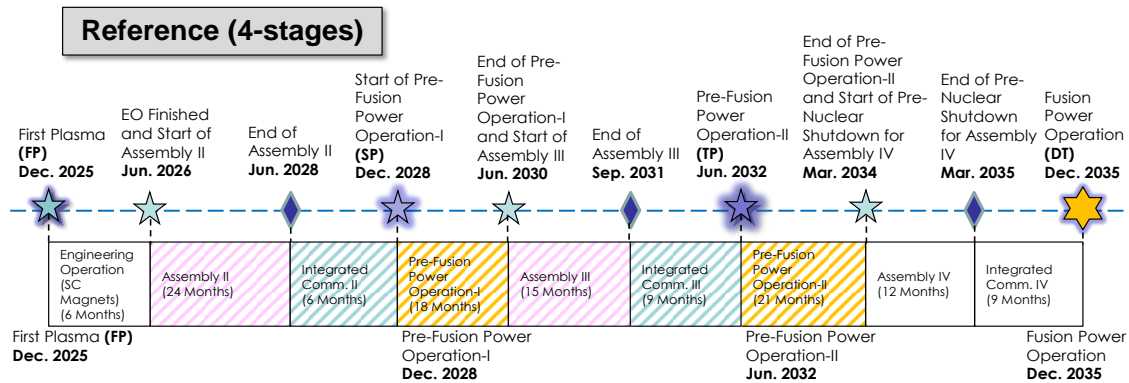 Reference (4-stages)
First Plasma
(FP)
Dec. 2025
EO Finished
and Start of
Assembly II
Jun. 2026
End of
Assembly II
Jun. 2028
Start of Pre-
Fusion
Power
Operation-I
(SP)
Dec. 2028
End of Pre-
Fusion
Power
Operation-I
and Start of
Assembly III
Jun. 2030
End of
Assembly III
Sep. 2031
Pre-Fusion
Power
Operation-II
(TP)
Jun. 2032
End of Pre-
Fusion Power
Operation-II
and Start of Pre-
Nuclear
Shutdown for
Assembly IV
Mar. 2034
End of Pre-
Nuclear
Shutdown
for Assembly
IV
Mar. 2035
Fusion
Power
Operation
(DT)
Dec. 2035
Engineering
Operation
(SC
Magnets)
(6 Months)
Assembly II
(24 Months)
Integrated
Comm. II
(6 Months)
Pre-Fusion
Power
Operation-I
(18 Months)
Assembly III
(15 Months)
Integrated
Comm. III
(9 Months)
Pre-Fusion
Power
Operation-II
(21 Months)
Assembly IV
(12 Months)
Integrated
Comm. IV
(9 Months)
First Plasma (FP)
Dec. 2025
Pre-Fusion Power
Operation-I
Dec. 2028
Pre-Fusion Power
Operation-II
Jun. 2032
Fusion Power
Operation
Dec. 2035